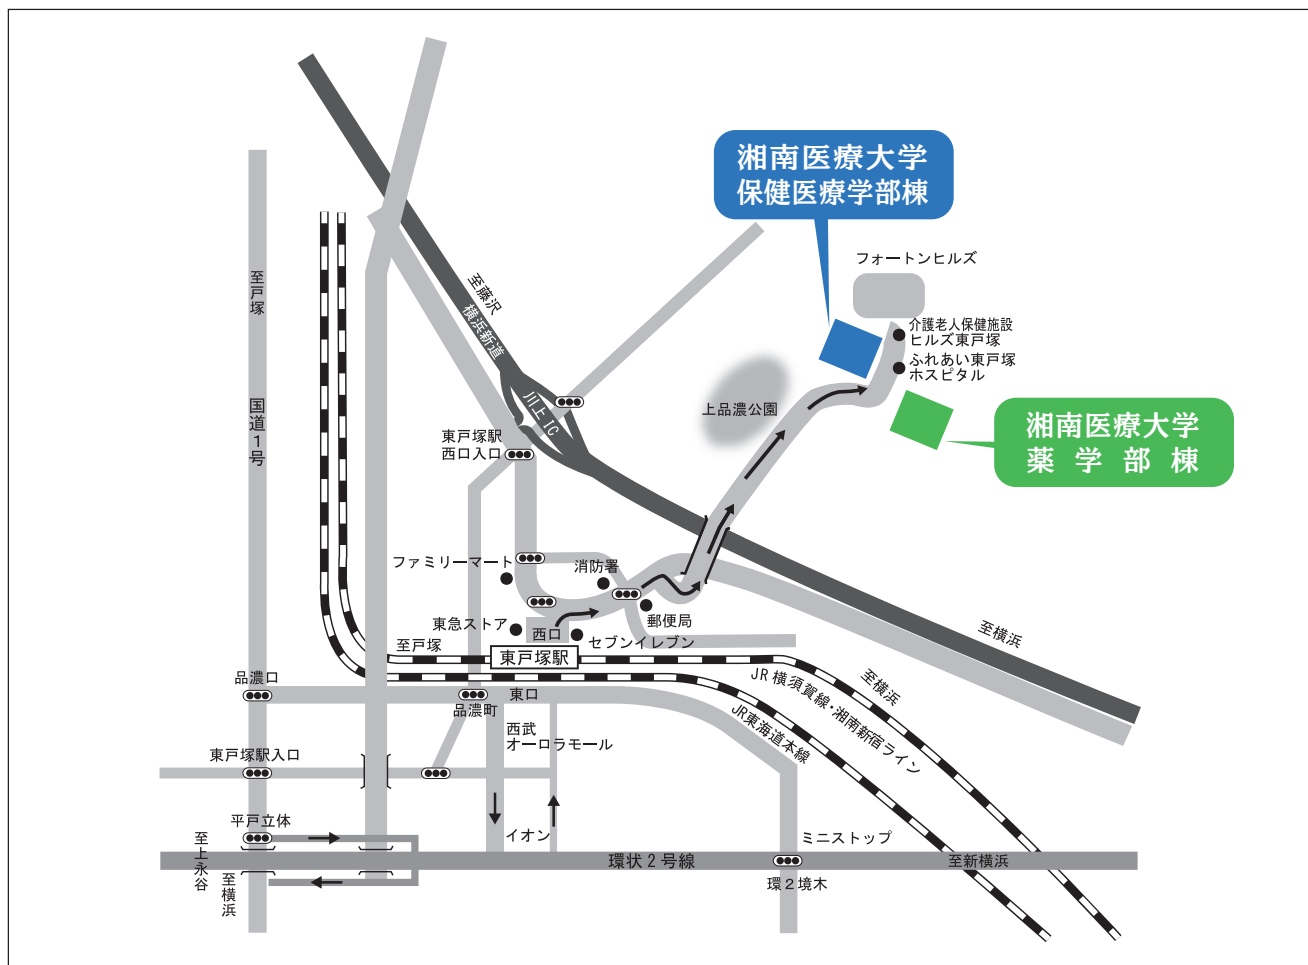 湘南医療大学
保健医療学部棟
フォートンヒルズ
介護老人保健施設
ヒルズ東戸塚
ふれあい東戸塚
ホスピタル
湘南医療大学
薬学部棟
上品濃公園
至戸塚
国道1号
至藤沢
横浜新道
川上IC
東戸塚駅
西口入口
ファミリーマート
消防署
郵便局
東急ストア
西口
セブンイレブン
至戸塚
東戸塚駅
至横浜
至横浜
JR横須賀線・湘南新宿ライン
JR東海道本線
品濃口
品濃町
東口
西武
オーロラモール
東戸塚駅入口
平戸立体
イオン
ミニストップ
至上永谷
至横浜
環状2号線
至新横浜
環2境木